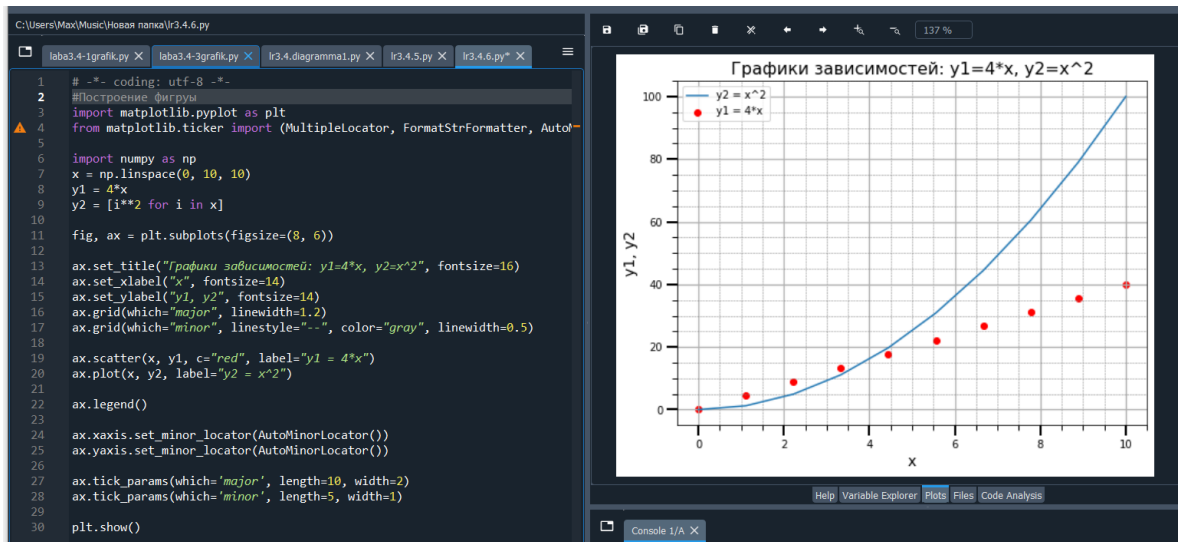 C:\Users\Max\Music\Новая папка\lr3.4.6.py
laba3.4-1grafik.py laba3.4-3grafik.py lr3.4.diagramma1.py lr3.4.5.py lr3.4.6.py*
1 # -*- coding: utf-8 -*-
2 #Построение фигруы
3 import matplotlib.pyplot as plt
4 from matplotlib.ticker import (MultipleLocator, FormatStrFormatter, AutoM
5
6 import numpy as np
7 x = np.linspace(0, 10, 10)
8 y1 = 4*x
9 y2 = [i**2 for i in x]
10
11 fig, ax = plt.subplots(figsize=(8, 6))
12
13 ax.set_title("Графики зависимостей: y1=4*x, y2=x^2", fontsize=16)
14 ax.set_xlabel("x", fontsize=14)
15 ax.set_ylabel("y1, y2", fontsize=14)
16 ax.grid(which="major", linewidth=1.2)
17 ax.grid(which="minor", linestyle="--", color="gray", linewidth=0.5)
18
19 ax.scatter(x, y1, c="red", label="y1 = 4*x")
20 ax.plot(x, y2, label="y2 = x^2")
21
22 ax.legend()
23
24 ax.xaxis.set_minor_locator(AutoMinorLocator())
25 ax.yaxis.set_minor_locator(AutoMinorLocator())
26
27 ax.tick_params(which='major', length=10, width=2)
28 ax.tick_params(which='minor', length=5, width=1)
29
30 plt.show()
137 %
Графики зависимостей: y1=4*x, y2=x^2
y2 = x^2
y1 = 4*x
100
80
60
40
20
0
y1, y2
0 2 4 6 8 10
x
Help Variable Explorer Plots Files Code Analysis
Console 1/A